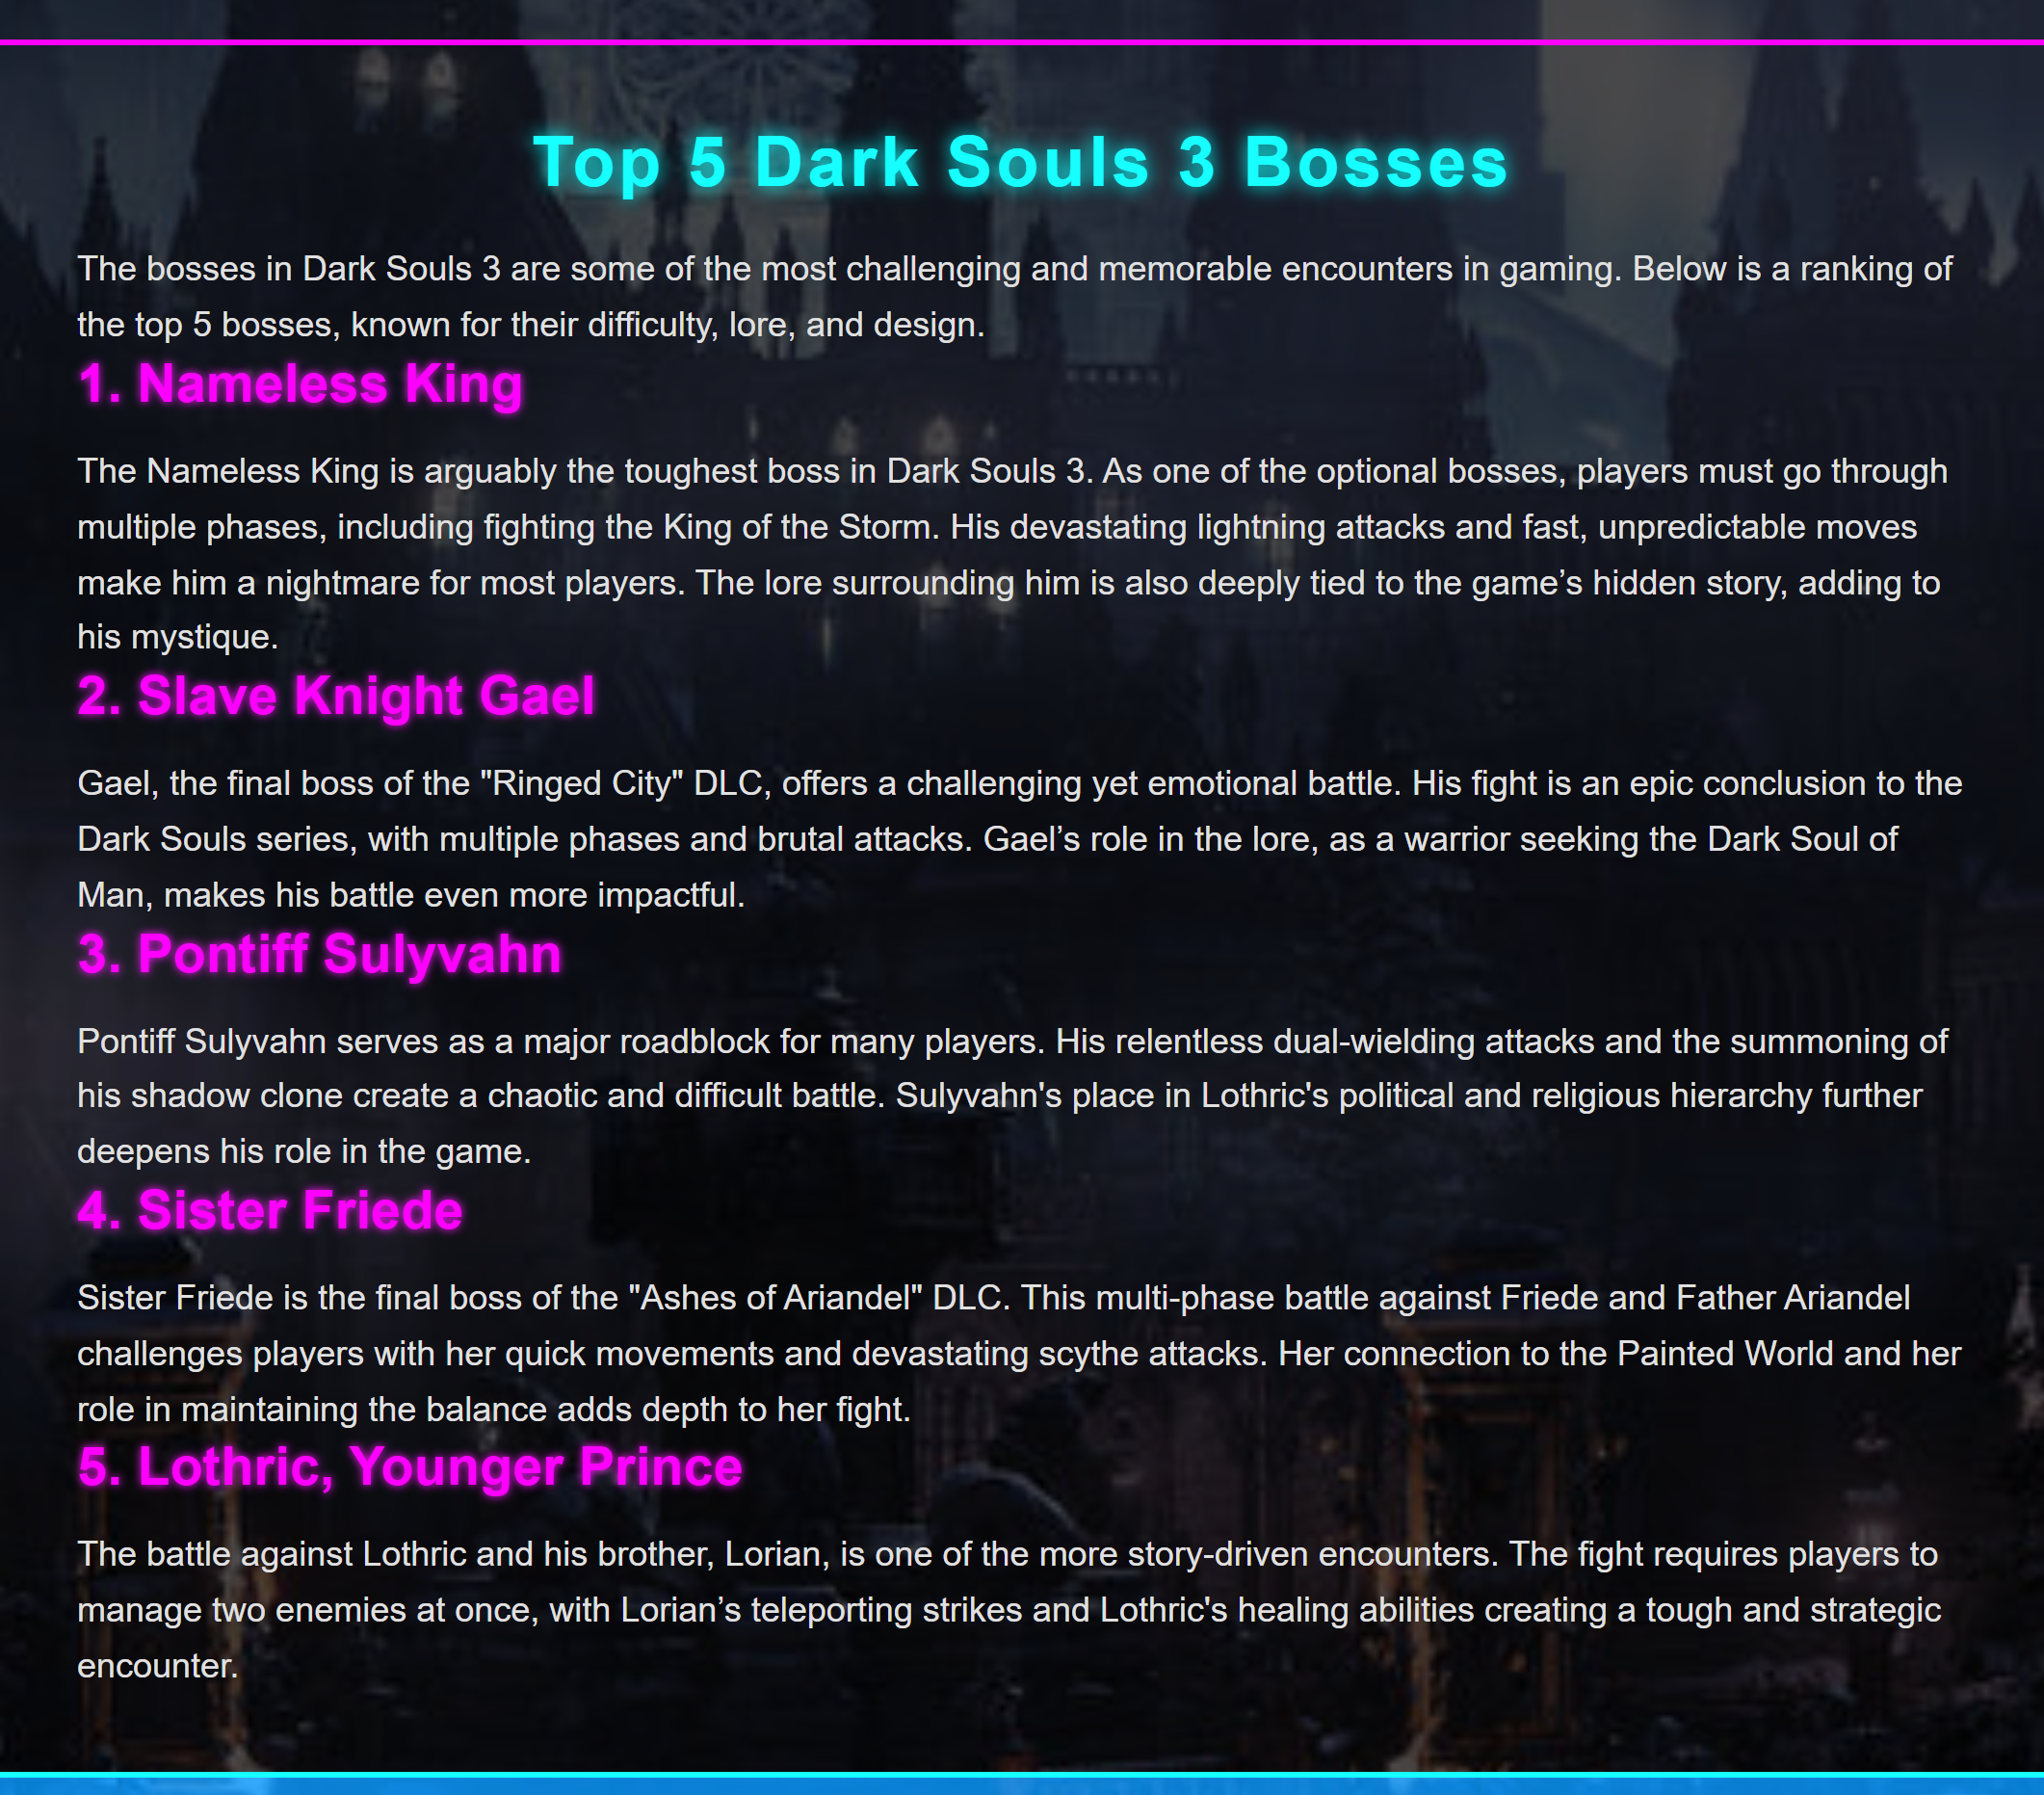 Top 5 Dark Souls 3 Bosses
The bosses in Dark Souls 3 are some of the most challenging and memorable encounters in gaming. Below is a ranking of
the top 5 bosses, known for their difficulty, lore, and design.
1. Nameless King
The Nameless King is arguably the toughest boss in Dark Souls 3. As one of the optional bosses, players must go through
multiple phases, including fighting the King of the Storm. His devastating lightning attacks and fast, unpredictable moves
make him a nightmare for most players. The lore surrounding him is also deeply tied to the game’s hidden story, adding to
his mystique.
2. Slave Knight Gael
Gael, the final boss of the "Ringed City" DLC, offers a challenging yet emotional battle. His fight is an epic conclusion to the
Dark Souls series, with multiple phases and brutal attacks. Gael’s role in the lore, as a warrior seeking the Dark Soul of
Man, makes his battle even more impactful.
3. Pontiff Sulyvahn
Pontiff Sulyvahn serves as a major roadblock for many players. His relentless dual-wielding attacks and the summoning of
his shadow clone create a chaotic and difficult battle. Sulyvahn's place in Lothric's political and religious hierarchy further
deepens his role in the game.
4. Sister Friede
Sister Friede is the final boss of the "Ashes of Ariandel" DLC. This multi-phase battle against Friede and Father Ariandel
challenges players with her quick movements and devastating scythe attacks. Her connection to the Painted World and her
role in maintaining the balance adds depth to her fight.
5. Lothric, Younger Prince
The battle against Lothric and his brother, Lorian, is one of the more story-driven encounters. The fight requires players to
manage two enemies at once, with Lorian’s teleporting strikes and Lothric's healing abilities creating a tough and strategic
encounter.